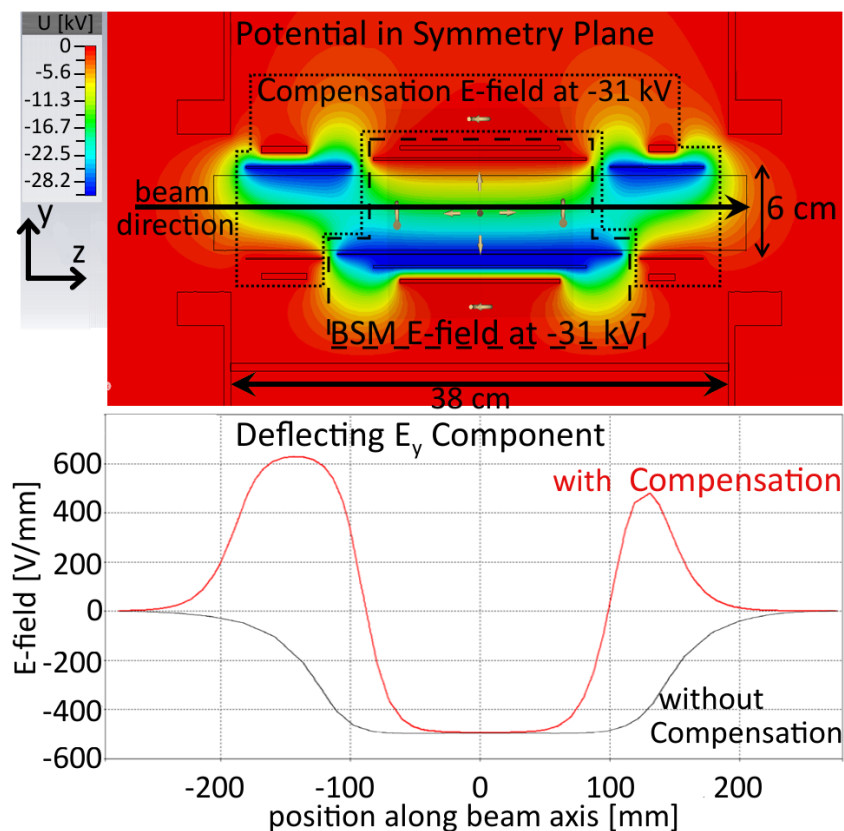 U [kV]
0
-5.6
-11.3
-16.7
-22.5
-28.2
Potential in Symmetry Plane
Compensation E-field at -31 kV
beam
direction
6 cm
y
z
BSM E-field at -31 kV
38 cm
Deflecting Ey Component
with Compensation
without
Compensation
E-field [V/mm]
600
400
200
0
-200
-400
-600
-200
-100
0
100
200
position along beam axis [mm]